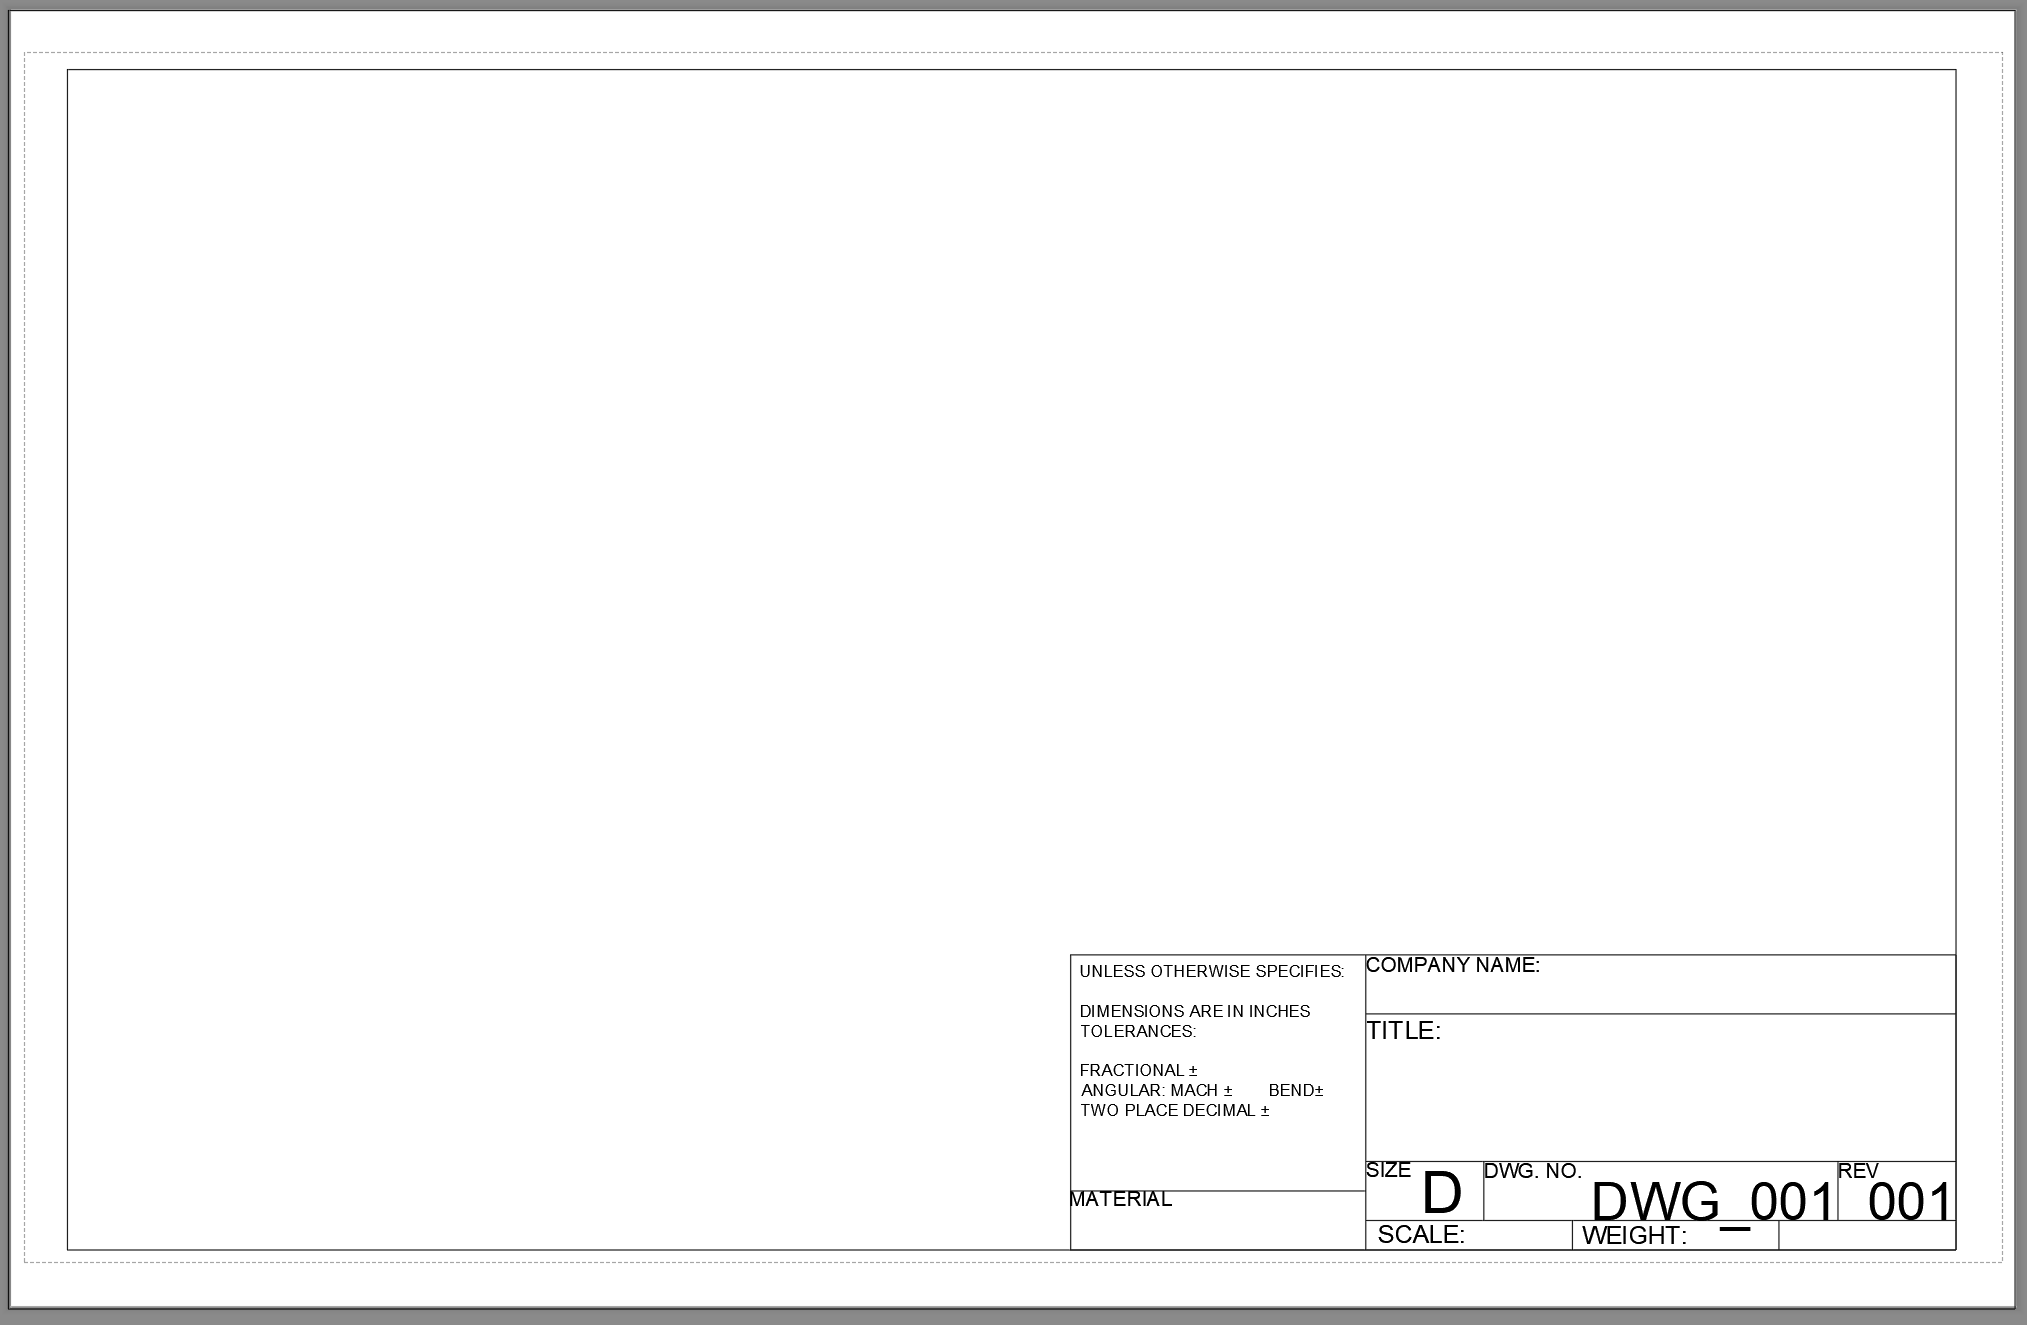 UNLESS OTHERWISE SPECIFIES:
DIMENSIONS ARE IN INCHES
TOLERANCES:
FRACTIONAL ±
ANGULAR: MACH ± BEND±
TWO PLACE DECIMAL ±
MATERIAL
COMPANY NAME:
TITLE:
SIZE D
DWG. NO. DWG_001
REV 001
SCALE:
WEIGHT: